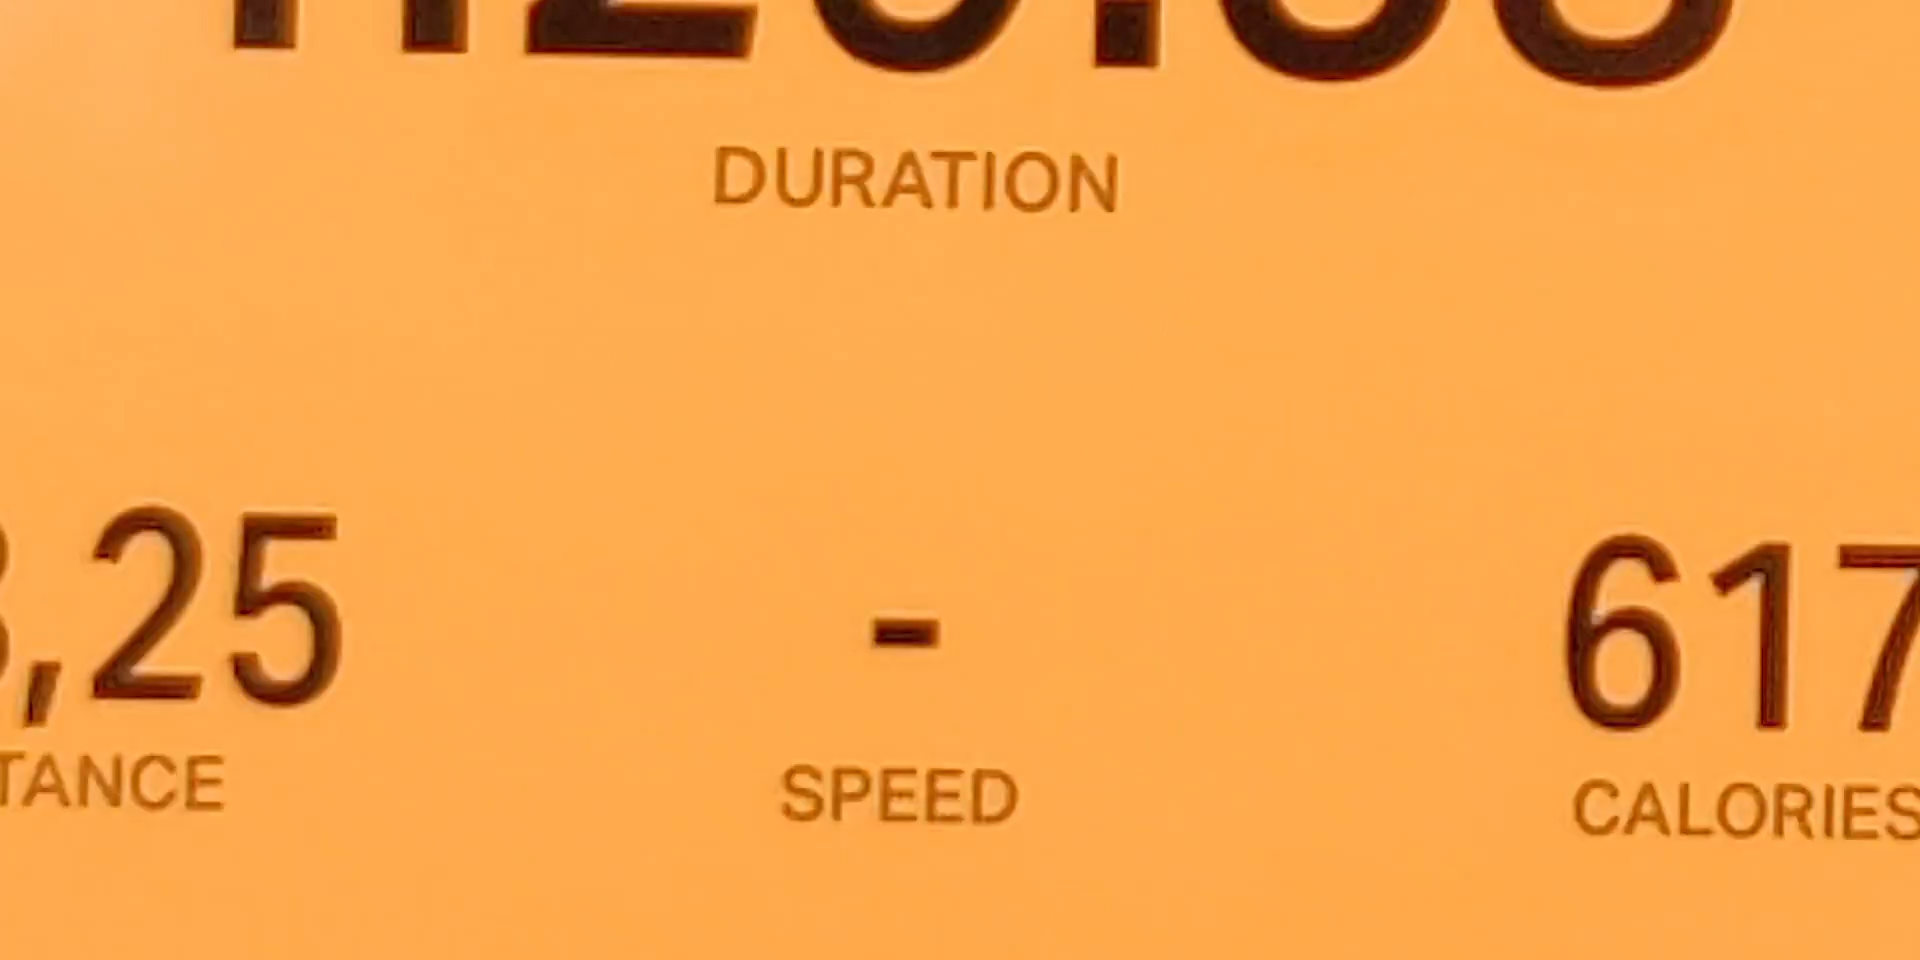 DURATION
,25 - 617
TANCE SPEED CALORIES